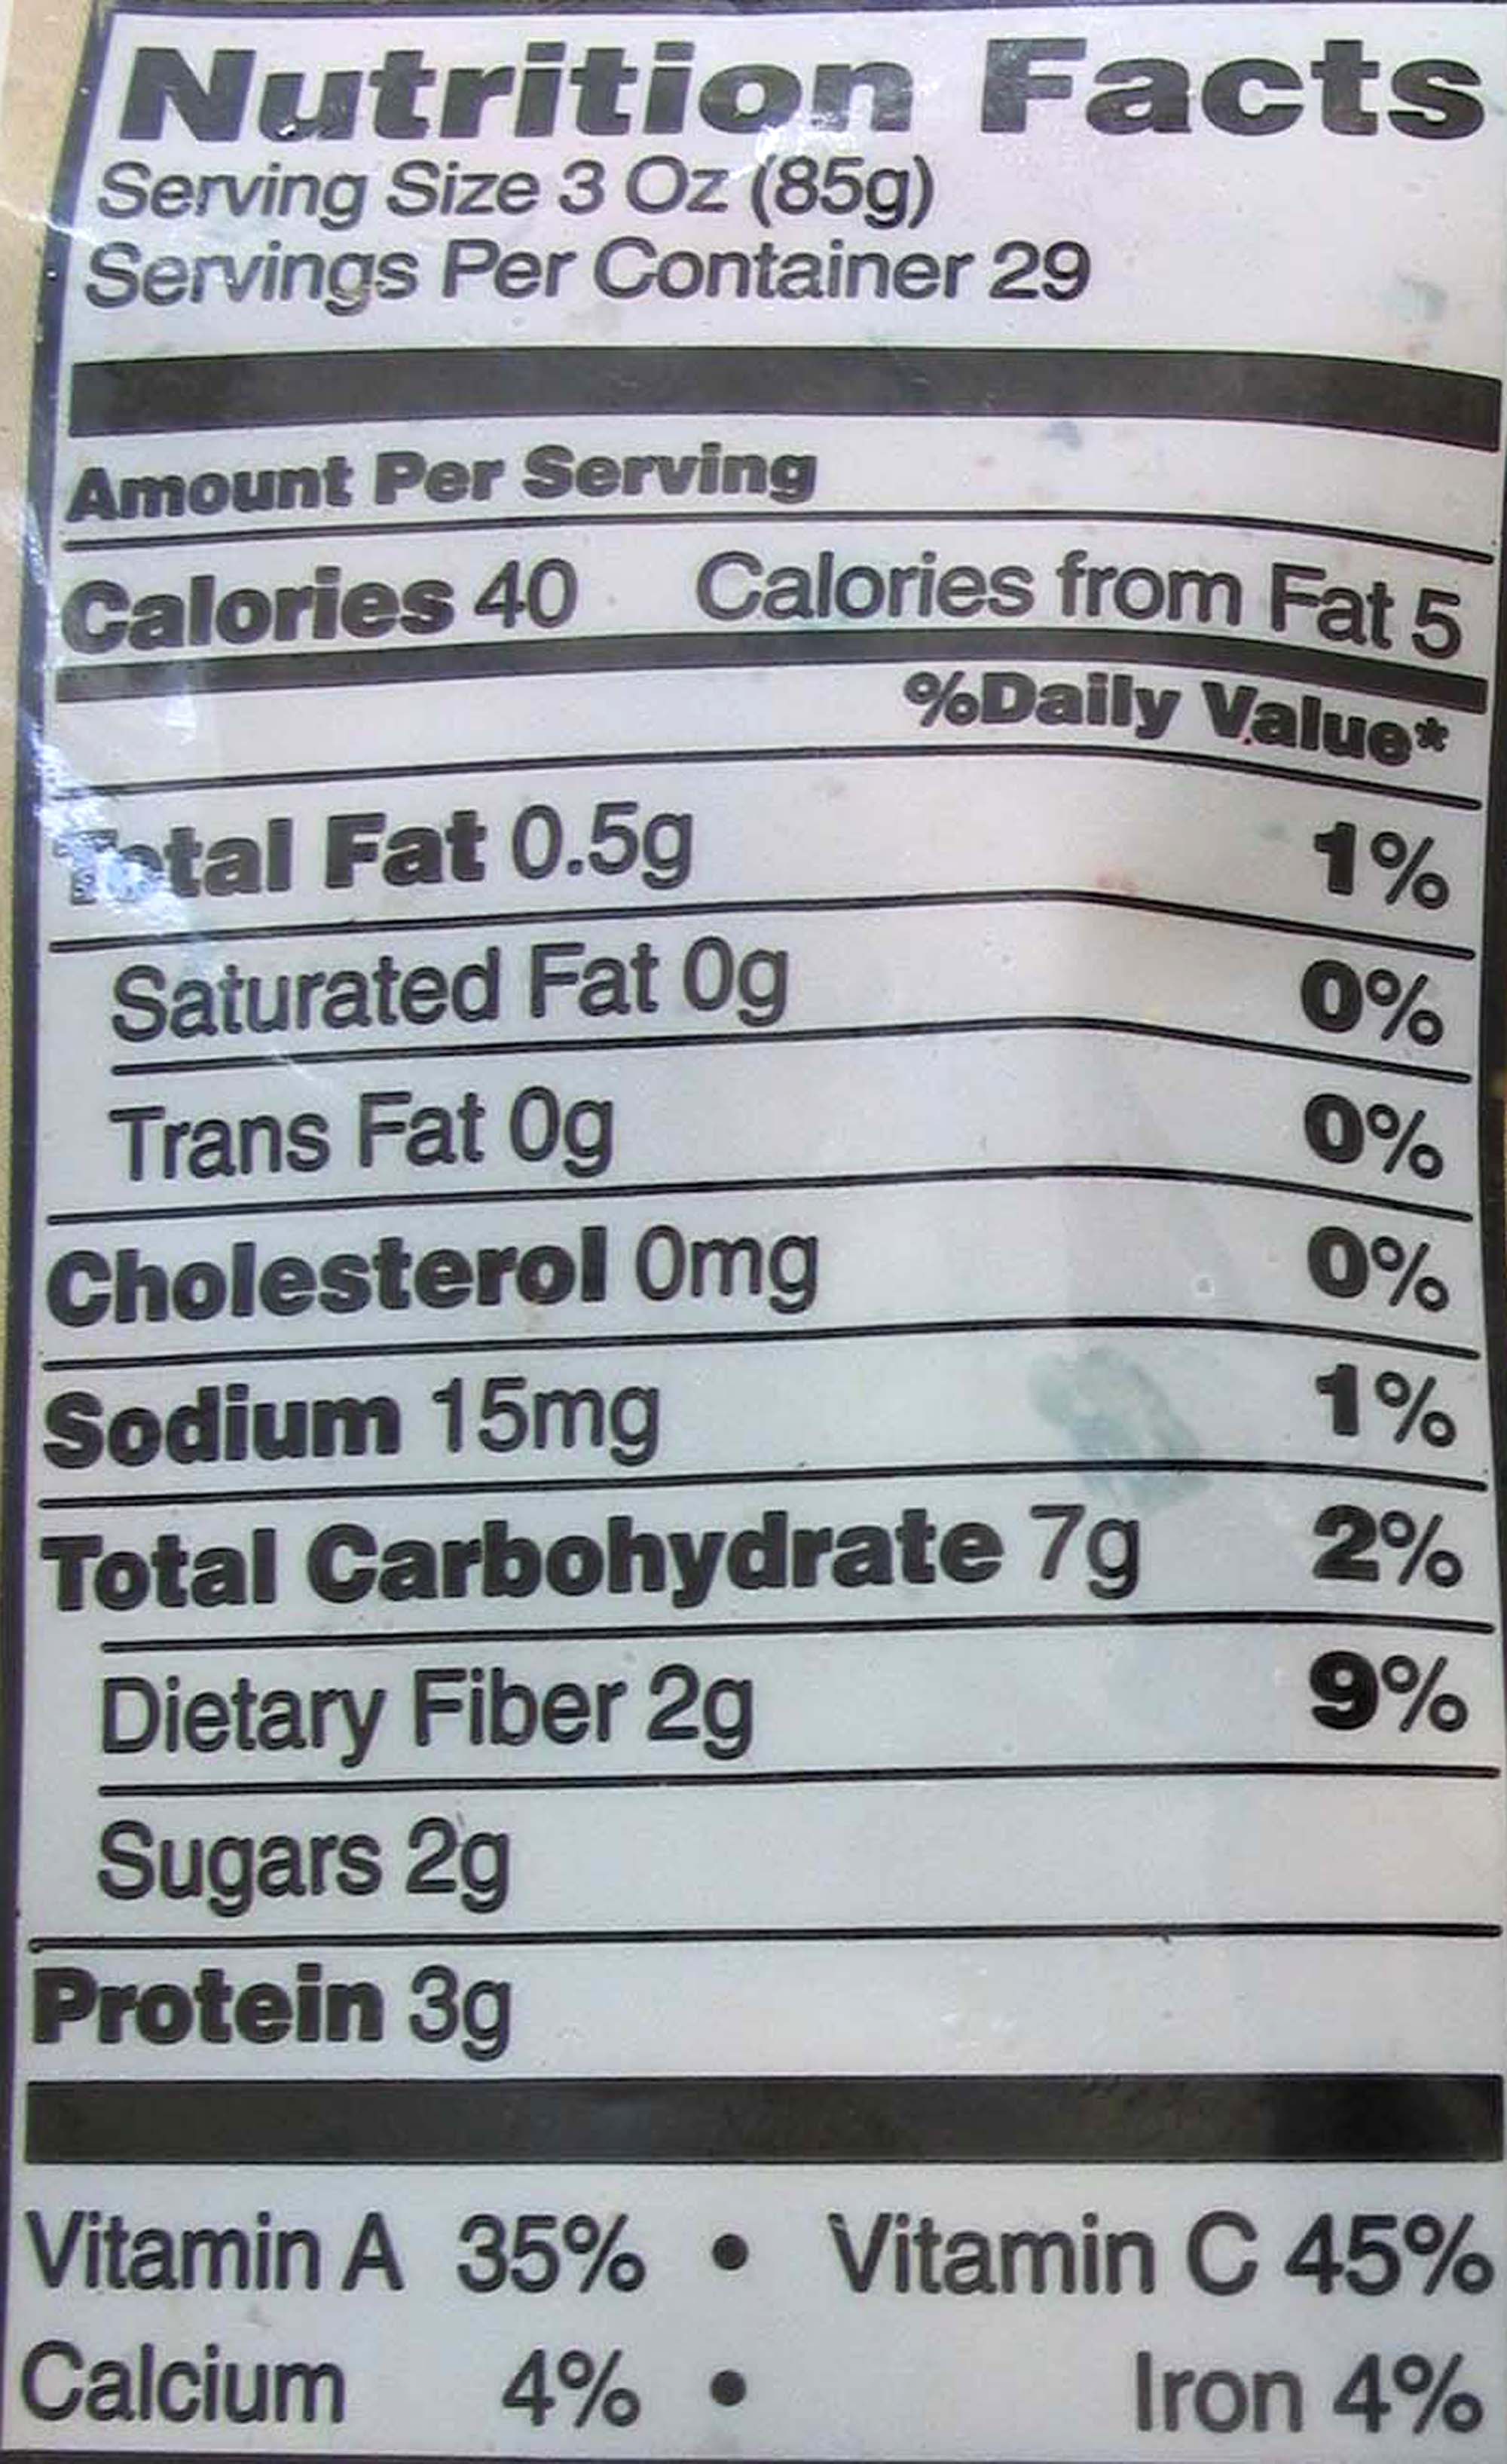 Nutrition Facts
Serving Size 3 Oz (85g)
Servings Per Container 29
Amount Per Serving
Calories 40 Calories from Fat 5
%Daily Value*
Total Fat 0.5g 1%
Saturated Fat 0g 0%
Trans Fat 0g 0%
Cholesterol 0mg 0%
Sodium 15mg 1%
Total Carbohydrate 7g 2%
Dietary Fiber 2g 9%
Sugars 2g
Protein 3g
Vitamin A 35% • Vitamin C 45%
Calcium 4% • Iron 4%